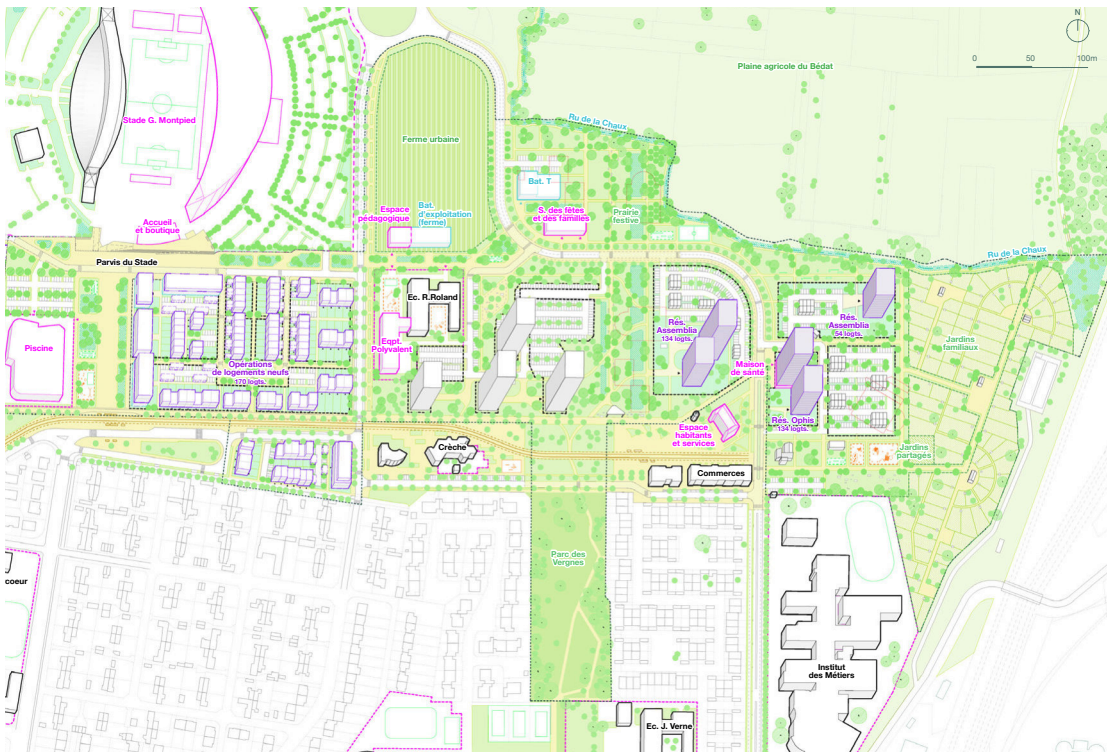 N
0 50 100m
Plaine agricole du Bédat
Stade G. Montpied
Ru de la Chaux
Ferme urbaine
Bat. T
Espace
pédagogique
Bat.
d'exploitation
(ferme)
S. des fêtes
et des familles
Prairie
festive
Accueil
et boutique
Ru de la Chaux
Parvis du Stade
Ec. R.Roland
Rés.
Assemblia
134 logts.
Rés.
Assemblia
54 logts.
Jardins
familiaux
Piscine
Eqpt.
Polyvalent
Opérations
de logements neufs
170 logts.
Maison
de santé
Rés. Ophis
134 logts.
Espace
habitants
et services
Crèche
Commerces
Jardins
partagés
Parc des
Vergnes
coeur
Institut
des Métiers
Ec. J. Verne